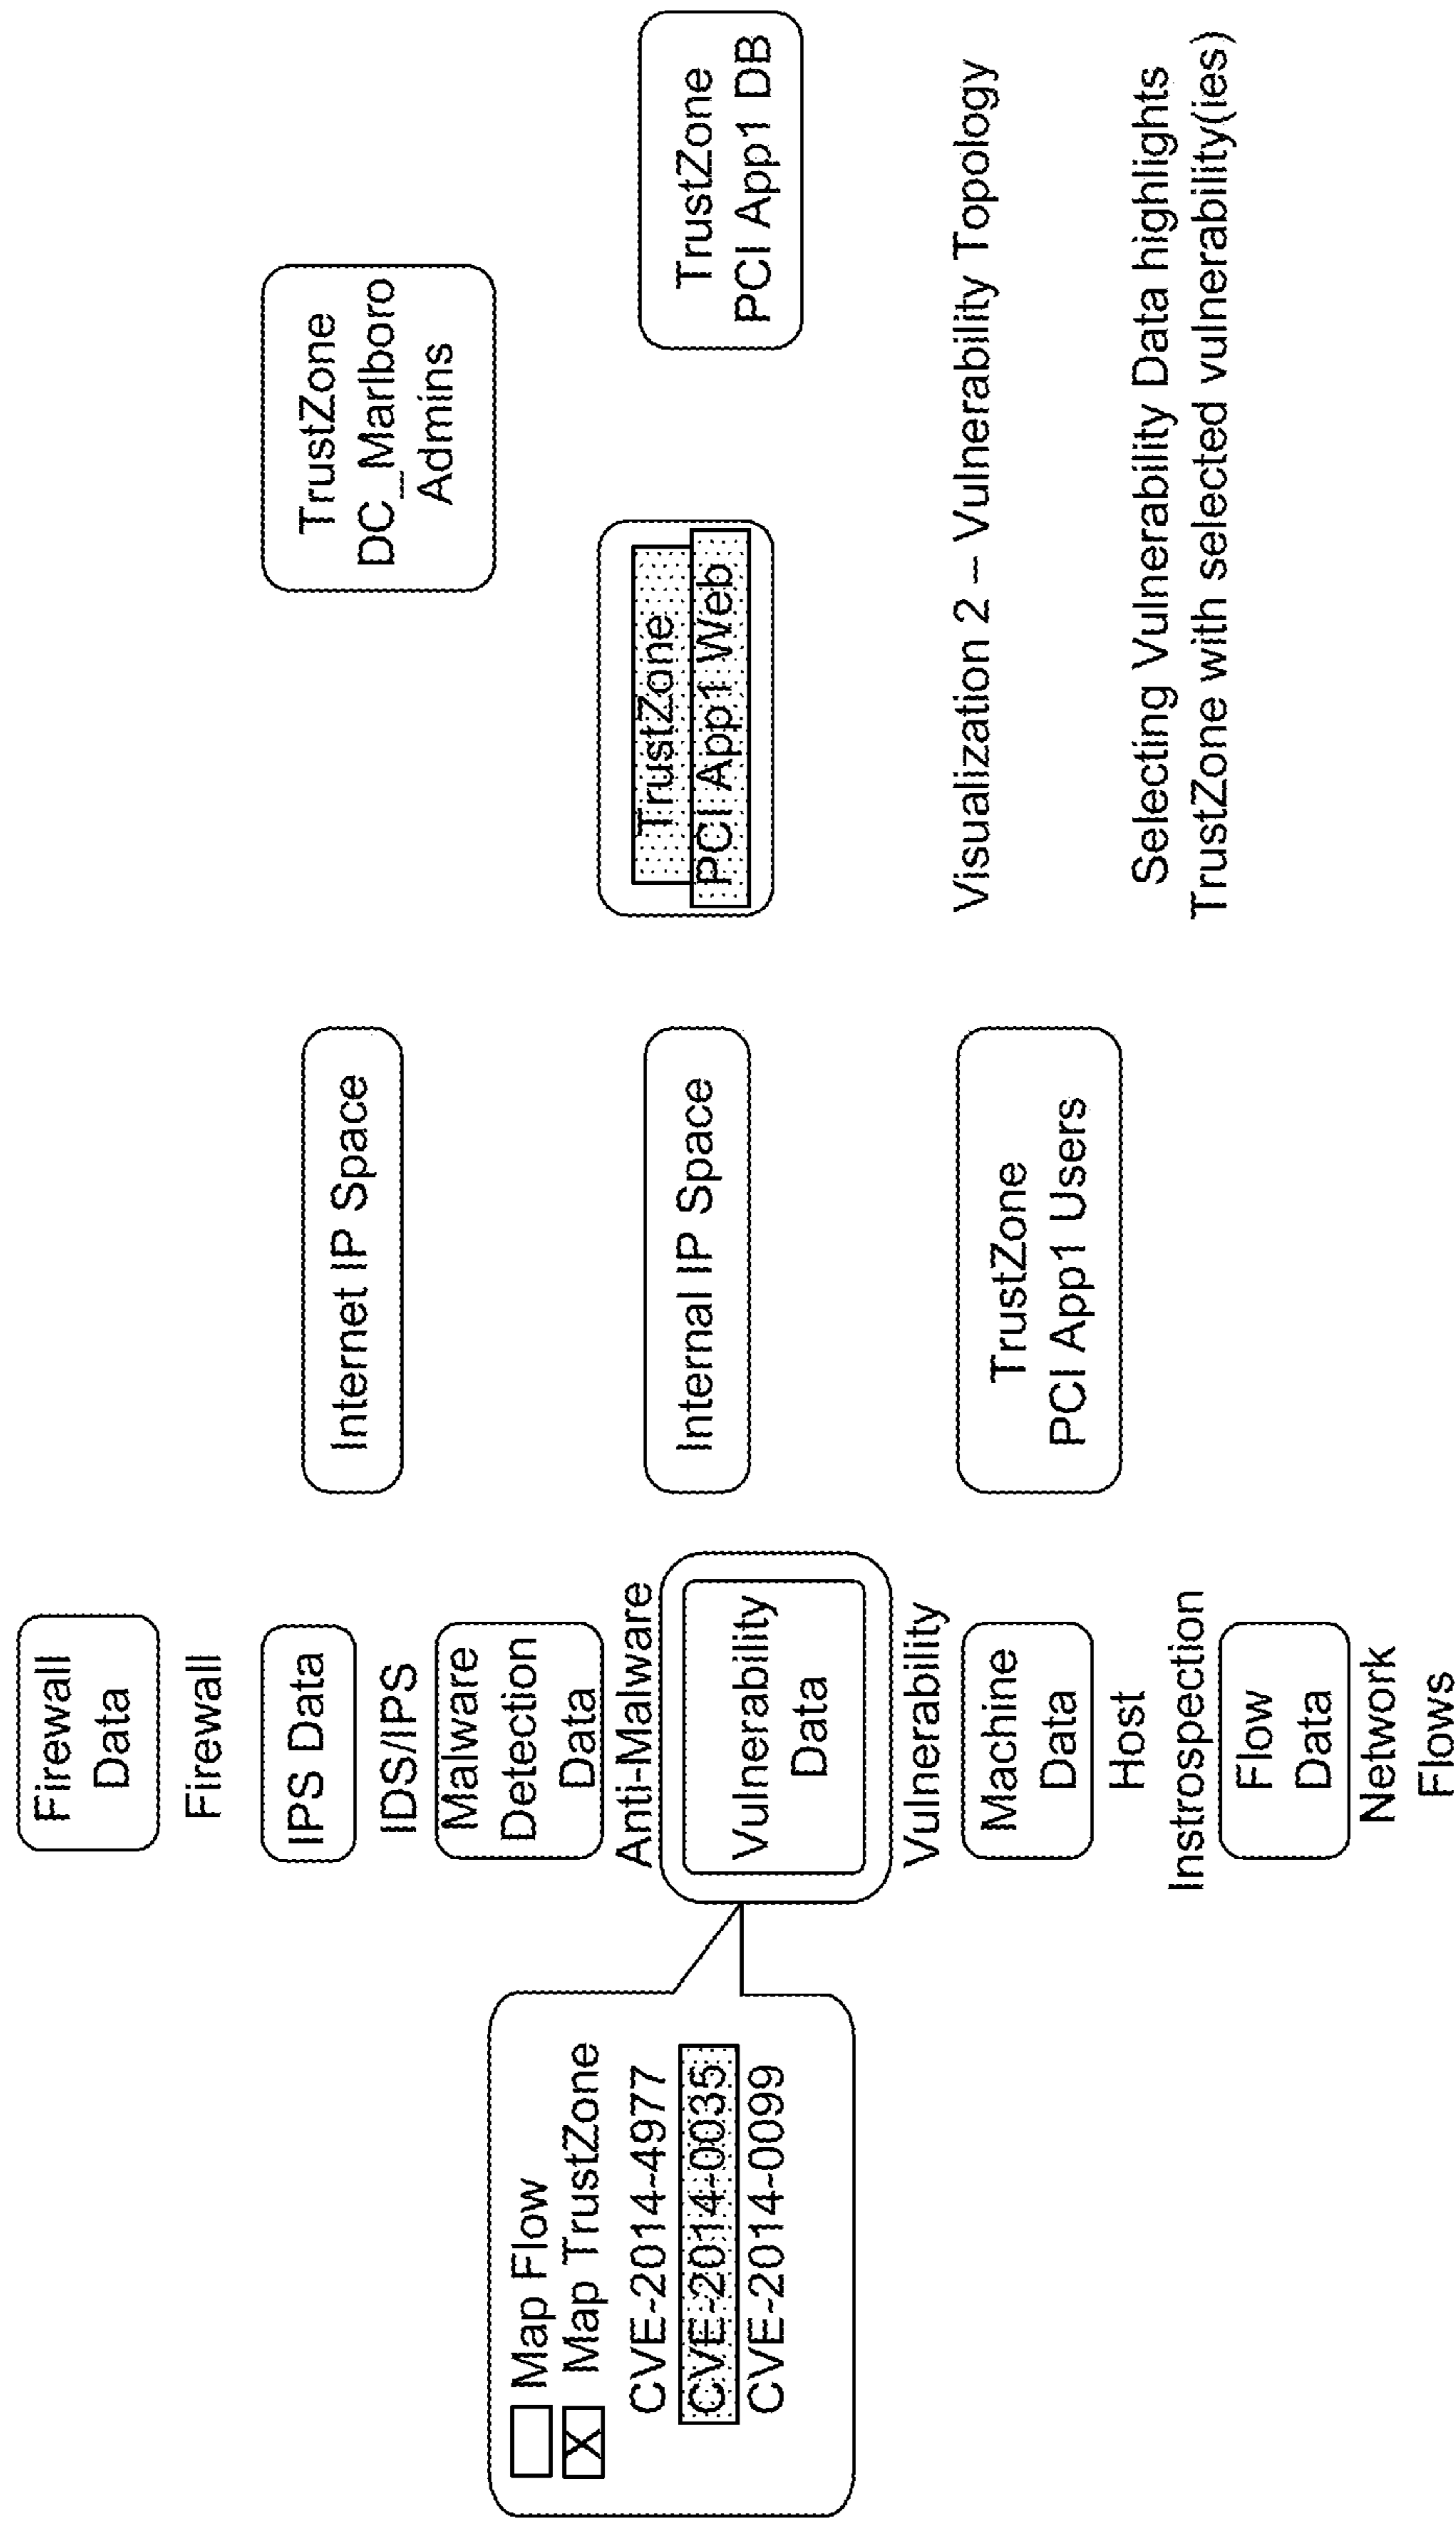 Map Flow
X Map TrustZone
CVE-2014-4977
CVE-2014-0035
CVE-2014-0099
Firewall
Data
Firewall
IPS Data
IDS/IPS
Malware
Detection
Data
Anti-Malware
Vulnerability
Data
Vulnerability
Machine
Data
Host
Instrospection
Flow
Data
Network
Flows
Internet IP Space
Internal IP Space
TrustZone
PCI App1 Users
TrustZone
DC_Marlboro
Admins
TrustZone
PCI App1 Web
TrustZone
PCI App1 DB
Visualization 2 – Vulnerability Topology
Selecting Vulnerability Data highlights
TrustZone with selected vulnerability(ies)